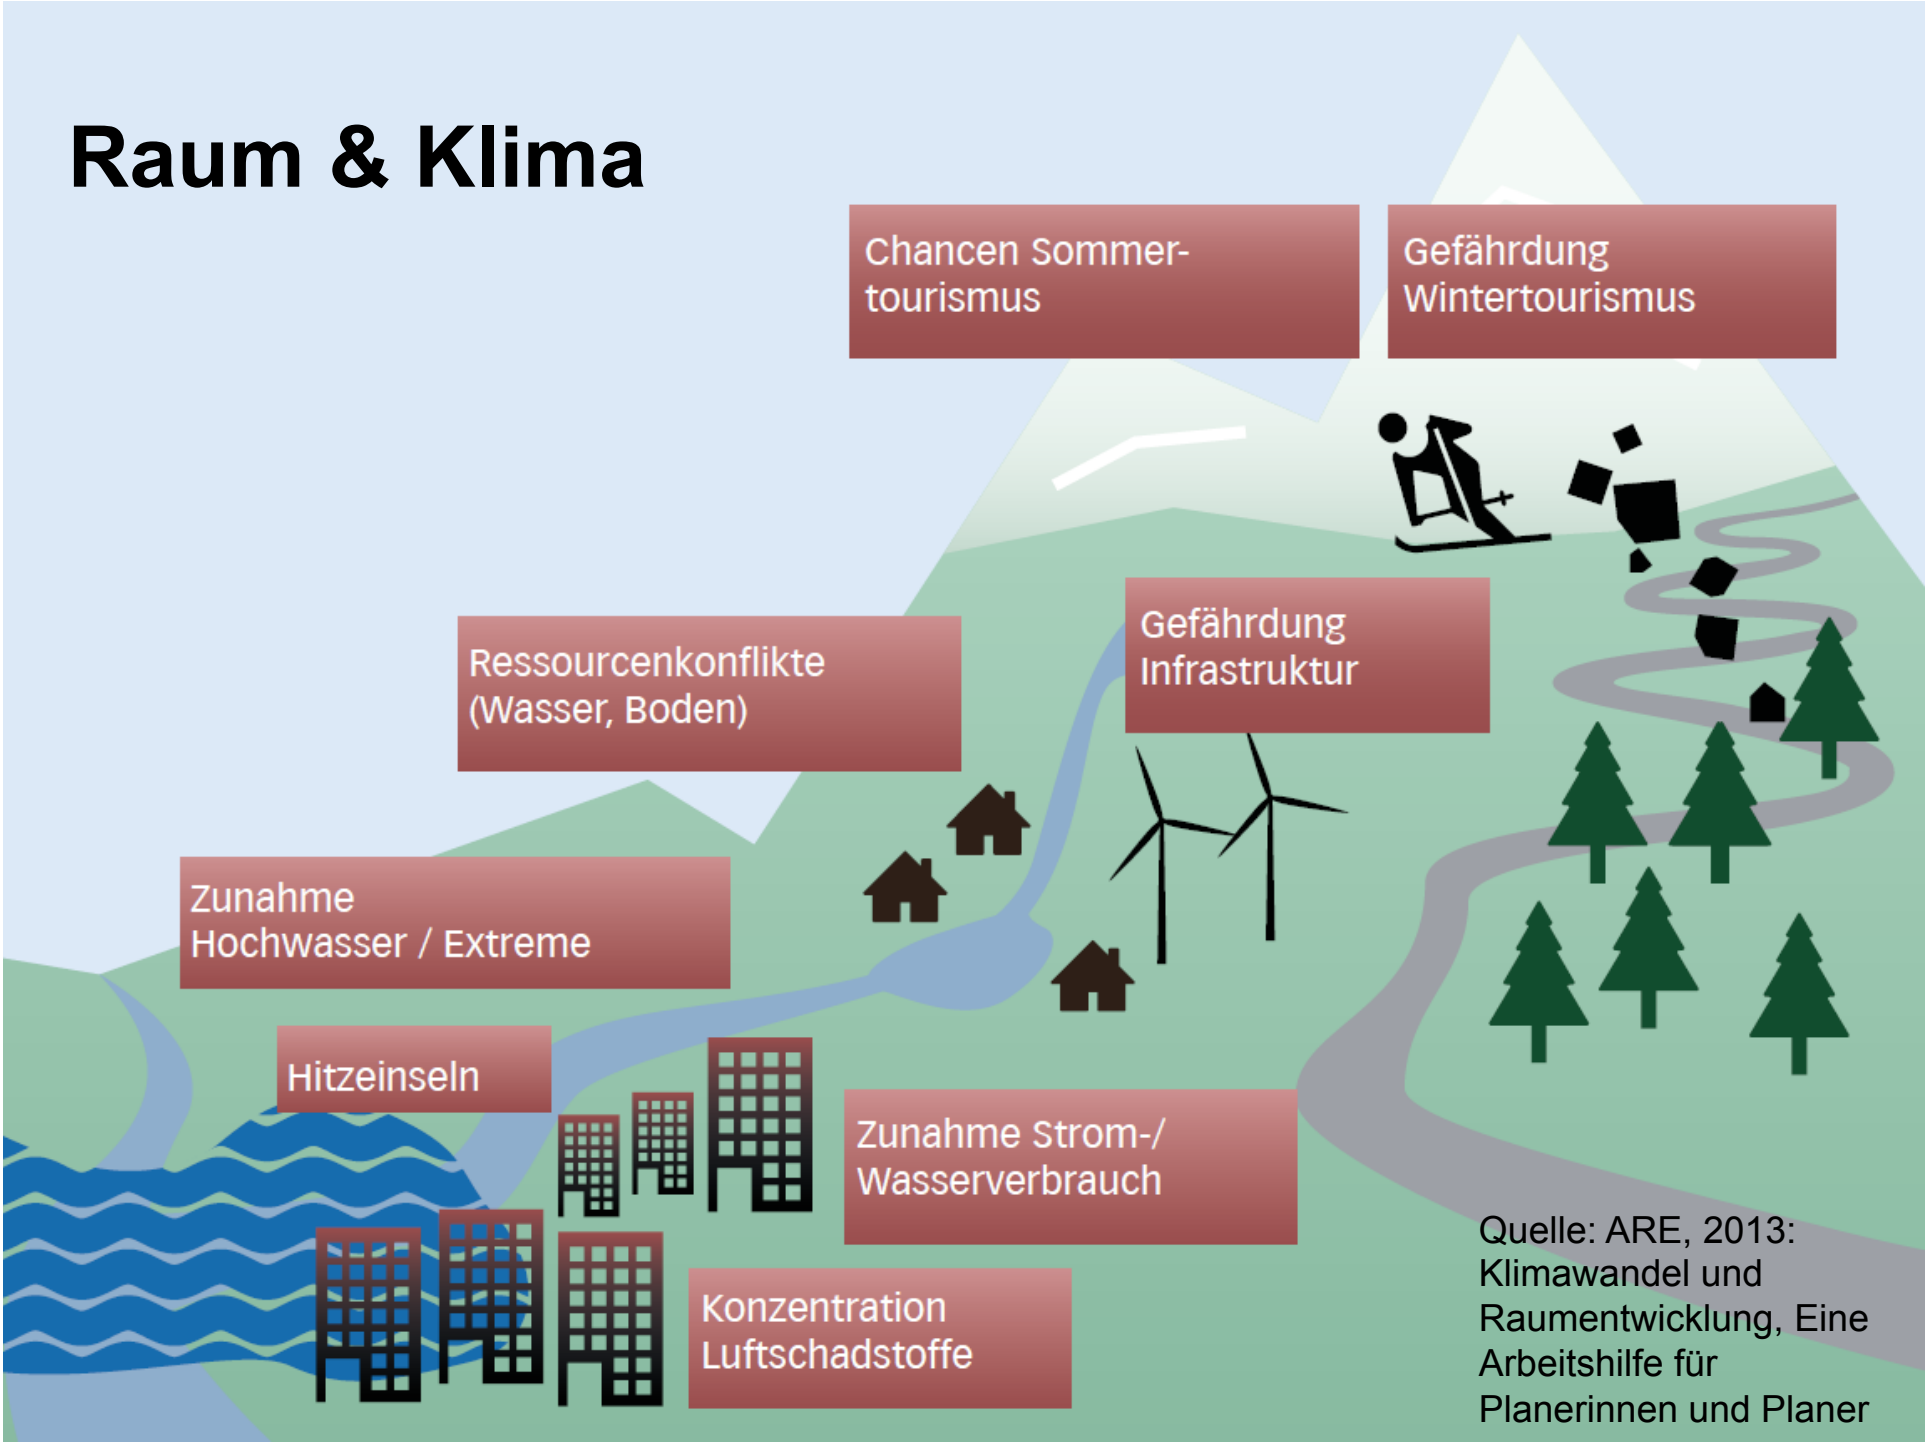 Raum & Klima
Chancen Sommer-
tourismus
Gefährdung
Wintertourismus
Ressourcenkonflikte
(Wasser, Boden)
Gefährdung
Infrastruktur
Zunahme
Hochwasser / Extreme
Hitzeinseln
Zunahme Strom-/
Wasserverbrauch
Konzentration
Luftschadstoffe
Quelle: ARE, 2013:
Klimawandel und
Raumentwicklung, Eine
Arbeitshilfe für
Planerinnen und Planer